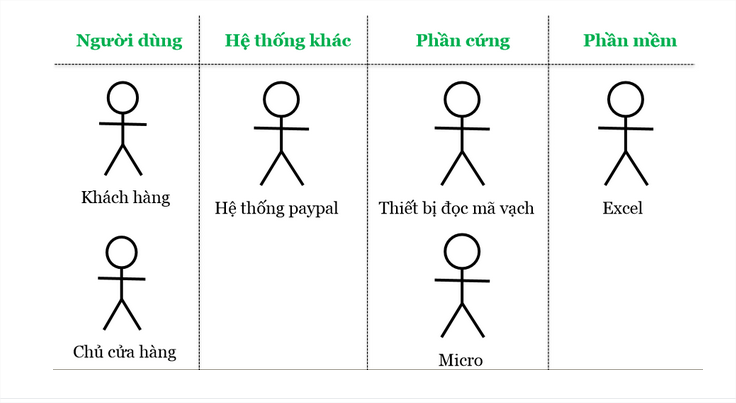 Người dùng
Hệ thống khác
Phần cứng
Phần mềm
Khách hàng
Hệ thống paypal
Thiết bị đọc mã vạch
Excel
Chủ cửa hàng
Micro